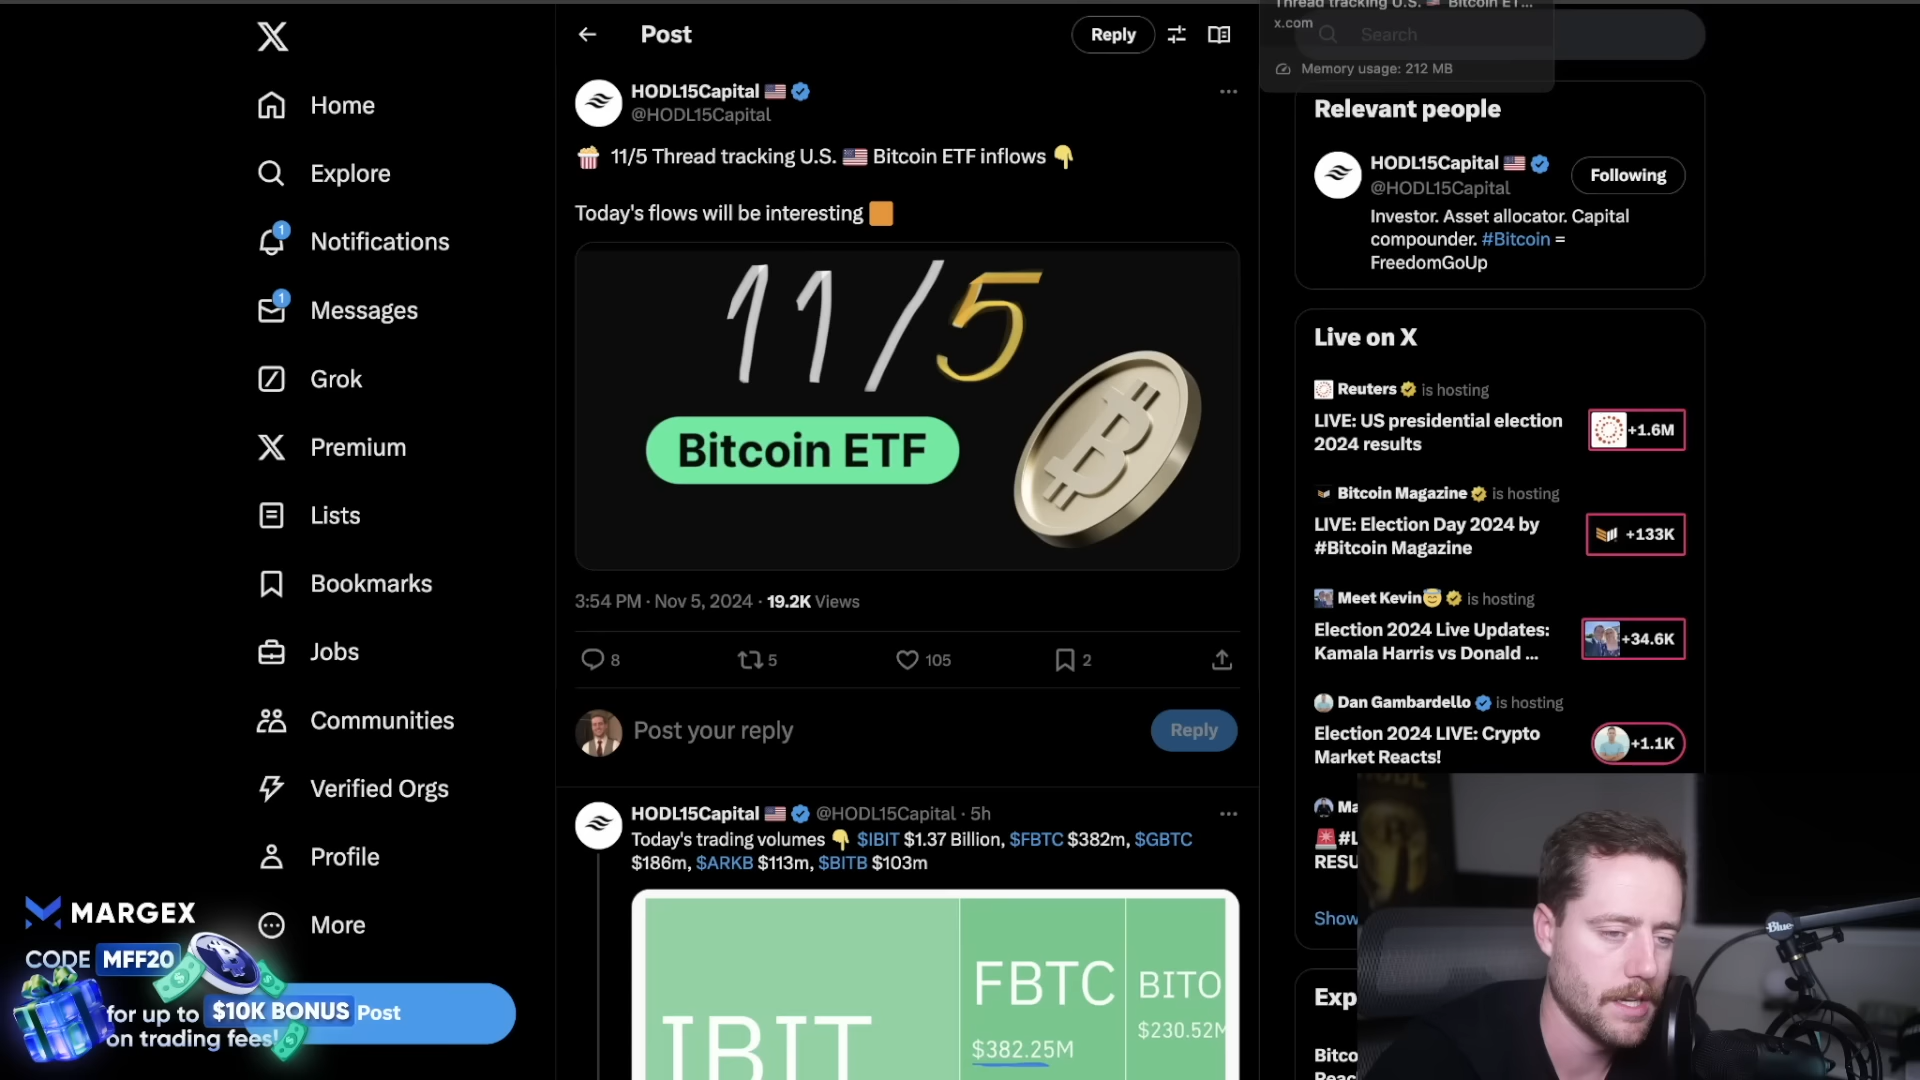 Thread tracking U.S. 🇺🇸 Bitcoin ET...
x.com
Memory usage: 212 MB
Search
Home
Explore
1
Notifications
1
Messages
Grok
Premium
Lists
Bookmarks
Jobs
Communities
Verified Orgs
Profile
More
Post
MARGEX
CODE MFF20
for up to $10K BONUS
on trading fees!
Post
Reply
HODL15Capital 🇺🇸
@HODL15Capital
🍿 11/5 Thread tracking U.S. 🇺🇸 Bitcoin ETF inflows 👇
Today's flows will be interesting 🟧
11/5
Bitcoin ETF
3:54 PM · Nov 5, 2024 · 19.2K Views
8
5
105
2
Post your reply
Reply
HODL15Capital 🇺🇸 @HODL15Capital · 5h
Today's trading volumes 👇 $IBIT $1.37 Billion, $FBTC $382m, $GBTC
$186m, $ARKB $113m, $BITB $103m
IBIT
FBTC
$382.25M
BITO
$230.52M
Relevant people
HODL15Capital 🇺🇸
@HODL15Capital
Following
Investor. Asset allocator. Capital
compounder. #Bitcoin =
FreedomGoUp
Live on X
Reuters is hosting
LIVE: US presidential election
2024 results
+1.6M
Bitcoin Magazine is hosting
LIVE: Election Day 2024 by
#Bitcoin Magazine
+133K
Meet Kevin😇 is hosting
Election 2024 Live Updates:
Kamala Harris vs Donald ...
+34.6K
Dan Gambardello is hosting
Election 2024 LIVE: Crypto
Market Reacts!
+1.1K
Ma
🚨#L
RESU
Show
Exp
Bitco
Blue